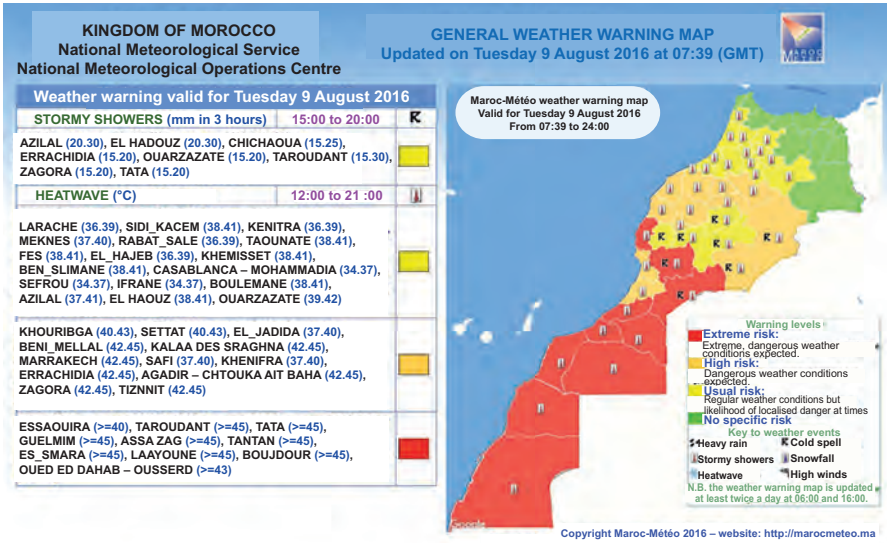 KINGDOM OF MOROCCO
National Meteorological Service
National Meteorological Operations Centre
GENERAL WEATHER WARNING MAP
Updated on Tuesday 9 August 2016 at 07:39 (GMT)
MAROC
METEO
Weather warning valid for Tuesday 9 August 2016
STORMY SHOWERS (mm in 3 hours) 15:00 to 20:00
AZILAL (20.30), EL HADOUZ (20.30), CHICHAOUA (15.25),
ERRACHIDIA (15.20), OUARZAZATE (15.20), TAROUDANT (15.30),
ZAGORA (15.20), TATA (15.20)
HEATWAVE (°C) 12:00 to 21 :00
LARACHE (36.39), SIDI_KACEM (38.41), KENITRA (36.39),
MEKNES (37.40), RABAT_SALE (36.39), TAOUNATE (38.41),
FES (38.41), EL_HAJEB (36.39), KHEMISSET (38.41),
BEN_SLIMANE (38.41), CASABLANCA – MOHAMMADIA (34.37),
SEFROU (34.37), IFRANE (34.37), BOULEMANE (38.41),
AZILAL (37.41), EL HAOUZ (38.41), OUARZAZATE (39.42)
KHOURIBGA (40.43), SETTAT (40.43), EL_JADIDA (37.40),
BENI_MELLAL (42.45), KALAA DES SRAGHNA (42.45),
MARRAKECH (42.45), SAFI (37.40), KHENIFRA (37.40),
ERRACHIDIA (42.45), AGADIR – CHTOUKA AIT BAHA (42.45),
ZAGORA (42.45), TIZNNIT (42.45)
ESSAOUIRA (>=40), TAROUDANT (>=45), TATA (>=45),
GUELMIM (>=45), ASSA ZAG (>=45), TANTAN (>=45),
ES_SMARA (>=45), LAAYOUNE (>=45), BOUJDOUR (>=45),
OUED ED DAHAB – OUSSERD (>=43)
Maroc-Météo weather warning map
Valid for Tuesday 9 August 2016
From 07:39 to 24:00
Warning levels
Extreme risk:
Extreme, dangerous weather
conditions expected.
High risk:
Dangerous weather conditions
expected.
Usual risk:
Regular weather conditions but
likelihood of localised danger at times
No specific risk
Key to weather events
Heavy rain Cold spell
Stormy showers Snowfall
Heatwave High winds
N.B. the weather warning map is updated
at least twice a day at 06:00 and 16:00.
Google
Copyright Maroc-Météo 2016 – website: http://marocmeteo.ma